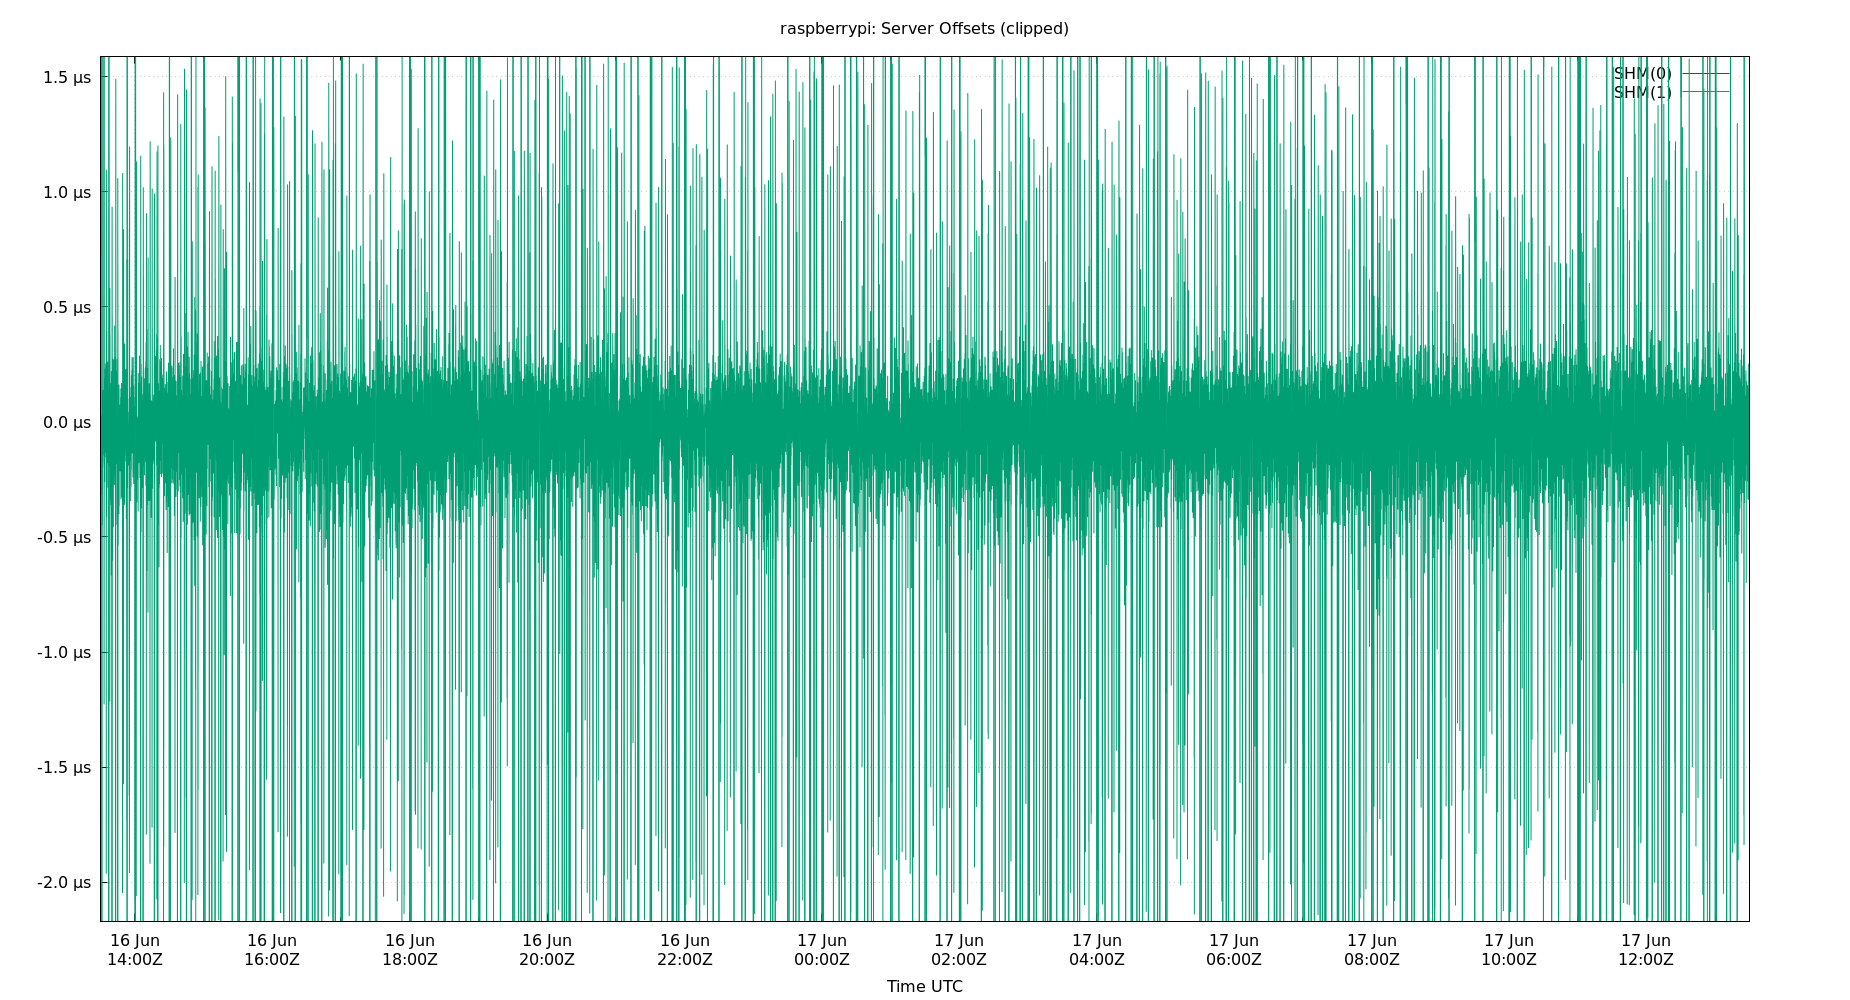 raspberrypi: Server Offsets (clipped)
SHM(0)
SHM(1)
1.5 µs
1.0 µs
0.5 µs
0.0 µs
-0.5 µs
-1.0 µs
-1.5 µs
-2.0 µs
16 Jun 16 Jun 16 Jun 16 Jun 16 Jun 17 Jun 17 Jun 17 Jun 17 Jun 17 Jun 17 Jun 17 Jun
14:00Z 16:00Z 18:00Z 20:00Z 22:00Z 00:00Z 02:00Z 04:00Z 06:00Z 08:00Z 10:00Z 12:00Z
Time UTC